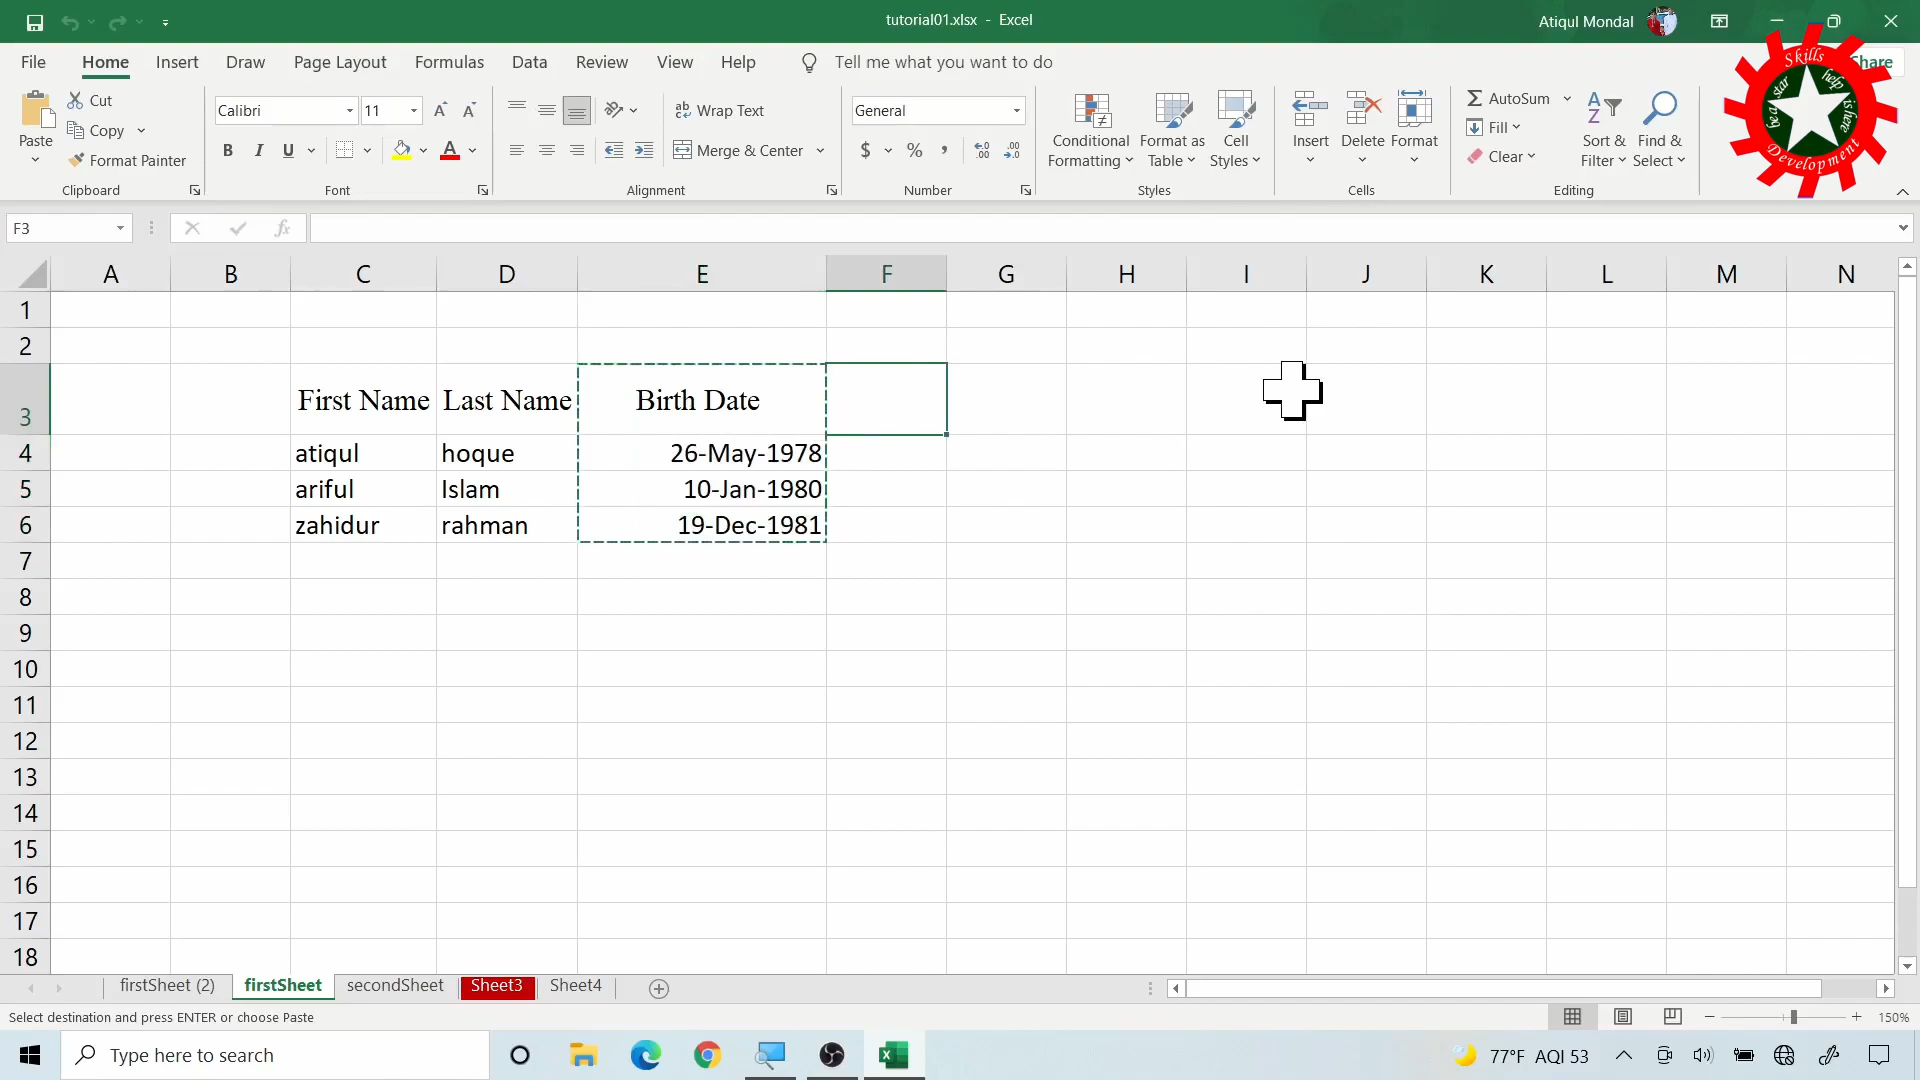 tutorial01.xlsx - Excel
Atiqul Mondal
File Home Insert Draw Page Layout Formulas Data Review View Help Tell me what you want to do Share
Paste
Cut
Copy
Format Painter
Clipboard
Calibri 11
B I U
Font
Wrap Text
Merge & Center
Alignment
General
$ % ,
Number
Conditional Formatting
Format as Table
Cell Styles
Styles
Insert Delete Format
Cells
AutoSum
Fill
Clear
Sort & Filter
Find & Select
Editing
Skills
be a star
help is here
Development
F3
fx
A B C D E F G H I J K L M N
1
2
3 First Name Last Name Birth Date
4 atiqul hoque 26-May-1978
5 ariful Islam 10-Jan-1980
6 zahidur rahman 19-Dec-1981
7
8
9
10
11
12
13
14
15
16
17
18
firstSheet (2) firstSheet secondSheet Sheet3 Sheet4
Select destination and press ENTER or choose Paste
150%
Type here to search
77°F AQI 53